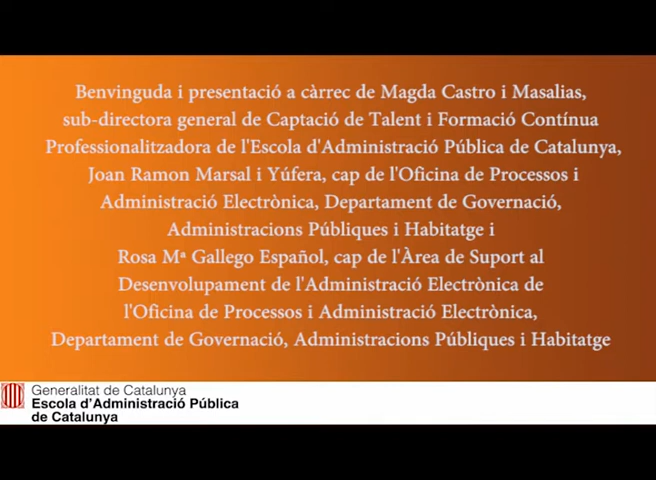 Benvinguda i presentació a càrrec de Magda Castro i Masalias,
sub-directora general de Captació de Talent i Formació Contínua
Professionalitzadora de l'Escola d'Administració Pública de Catalunya,
Joan Ramon Marsal i Yúfera, cap de l'Oficina de Processos i
Administració Electrònica, Departament de Governació,
Administracions Públiques i Habitatge i
Rosa Mª Gallego Español, cap de l'Àrea de Suport al
Desenvolupament de l'Administració Electrònica de
l'Oficina de Processos i Administració Electrònica,
Departament de Governació, Administracions Públiques i Habitatge
Generalitat de Catalunya
Escola d'Administració Pública
de Catalunya